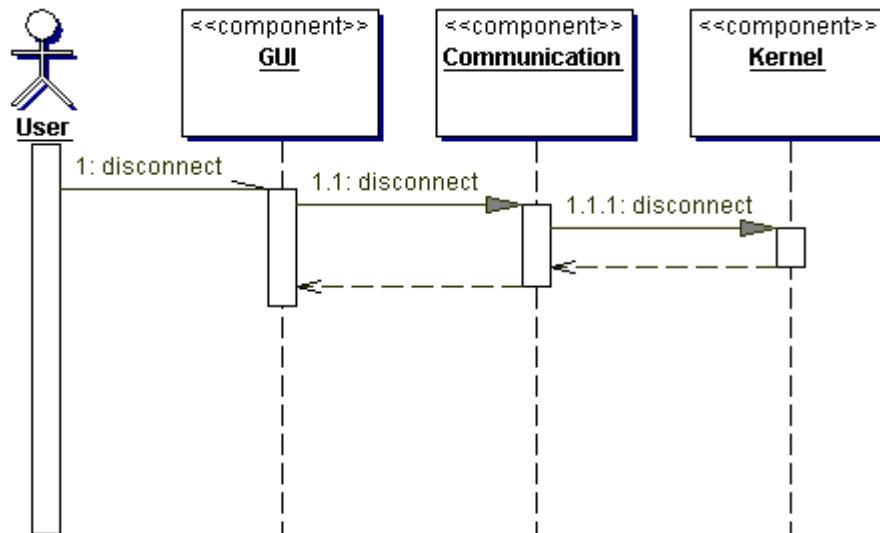 <<component>>
GUI
<<component>>
Communication
<<component>>
Kernel
User
1: disconnect
1.1: disconnect
1.1.1: disconnect